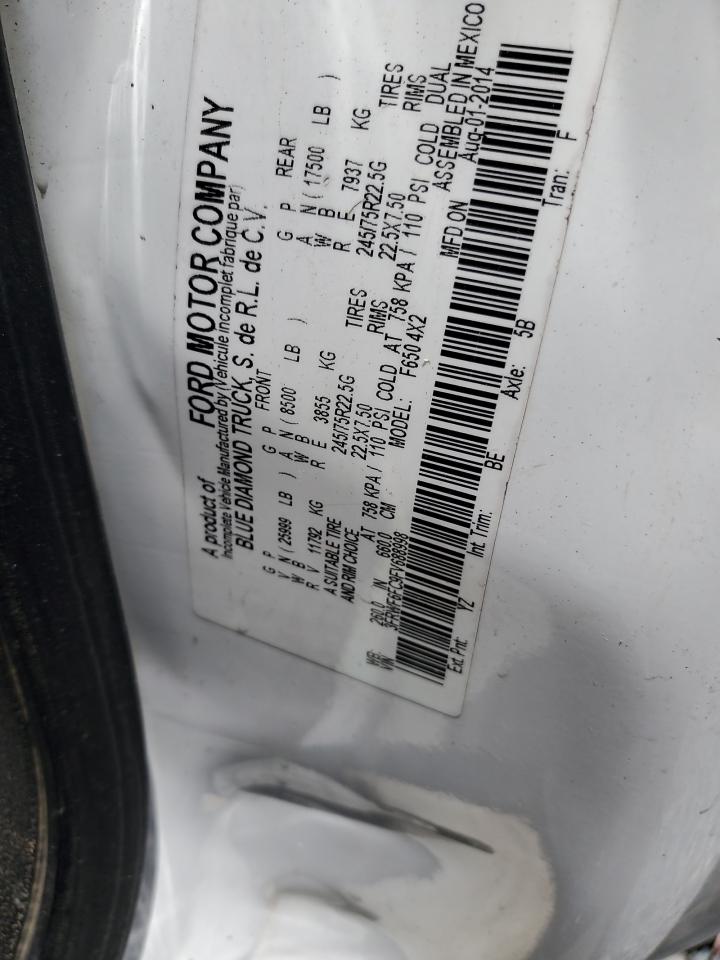 A product of FORD MOTOR COMPANY
Incomplete Vehicle Manufactured by (Vehicule Incomplet fabrique par)
BLUE DIAMOND TRUCK, S. de R.L. de C.V.
FRONT REAR
G P G P G P
V N ( 25999 LB ) A N ( 8500 LB ) A N ( 17500 LB )
W B W B W B
R V 11792 KG R E 3855 KG R E 7937 KG
A SUITABLE TIRE 245/75R22.5G TIRES 245/75R22.5G TIRES
AND RIM CHOICE 22.5X7.50 RIMS 22.5X7.50 RIMS
AT 758 KPA / 110 PSI COLD AT 758 KPA / 110 PSI COLD DUAL
WB: 260.0 IN 660.0 CM MODEL: F650 4X2 ASSEMBLED IN MEXICO
VIN: 3FRWF6FC9FV688998 MFD ON Aug-01-2014
Ext. Pnt: YZ Int. Trim: BE Axle: 5B Tran: F